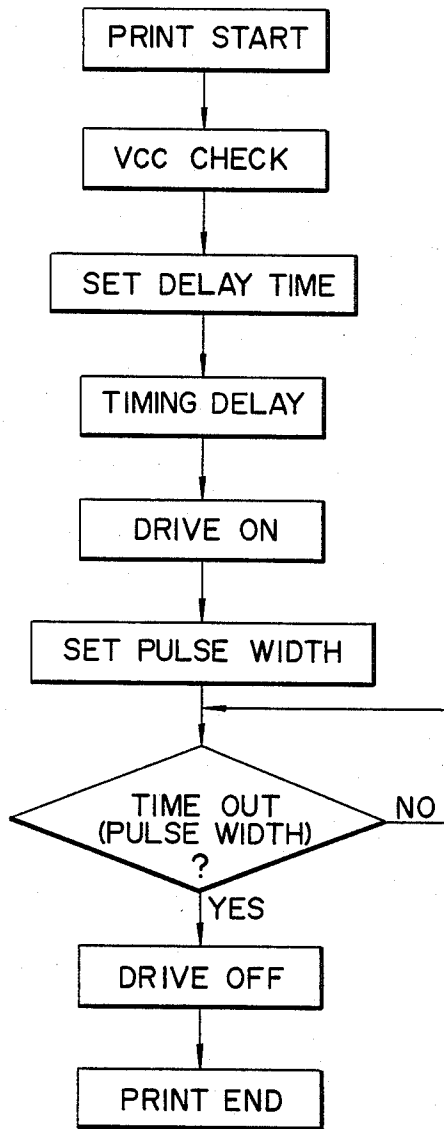 PRINT START
VCC CHECK
SET DELAY TIME
TIMING DELAY
DRIVE ON
SET PULSE WIDTH
TIME OUT
(PULSE WIDTH)
?
NO
YES
DRIVE OFF
PRINT END